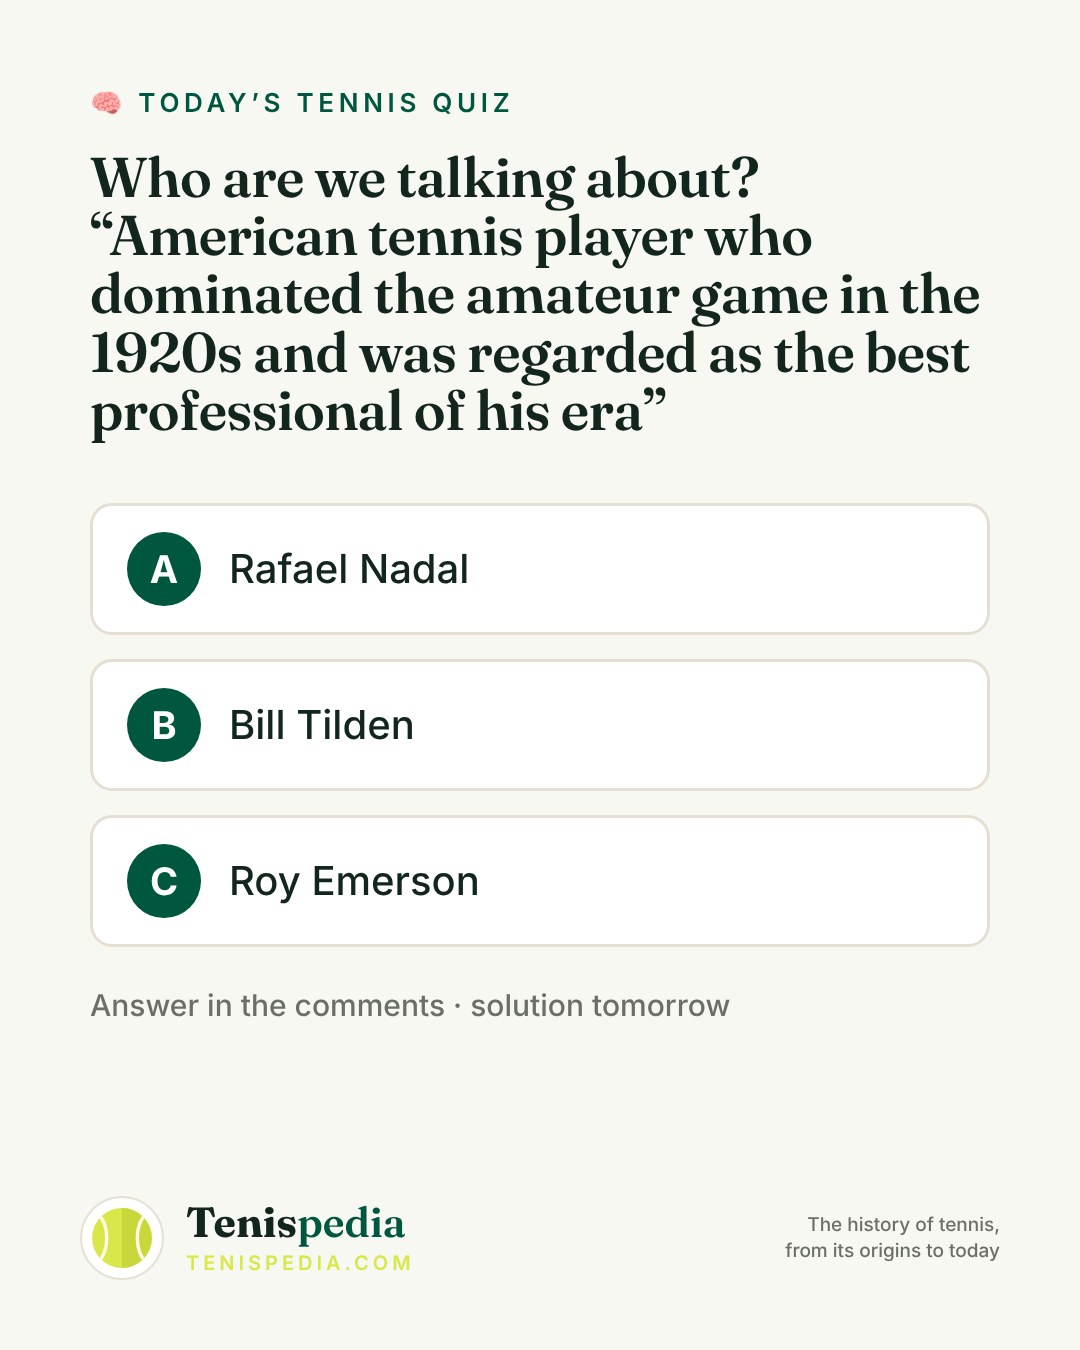 🧠 TODAY’S TENNIS QUIZ
Who are we talking about?
“American tennis player who
dominated the amateur game in the
1920s and was regarded as the best
professional of his era”
A Rafael Nadal
B Bill Tilden
C Roy Emerson
Answer in the comments · solution tomorrow
Tenispedia
TENISPEDIA.COM
The history of tennis,
from its origins to today